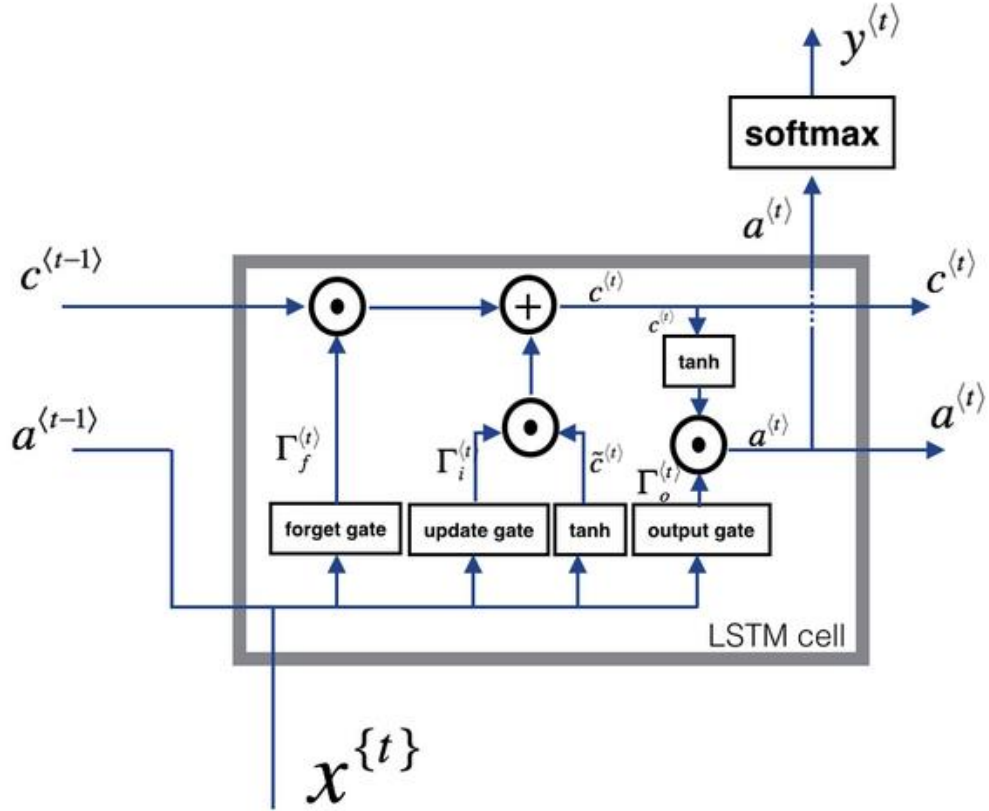 y⟨t⟩
softmax
a⟨t⟩
c⟨t−1⟩
c⟨t⟩
c⟨t⟩
c⟨t⟩
tanh
a⟨t−1⟩
a⟨t⟩
a⟨t⟩
Γf⟨t⟩
Γi⟨t⟩
c̃⟨t⟩
Γo⟨t⟩
forget gate
update gate
tanh
output gate
LSTM cell
x{t}